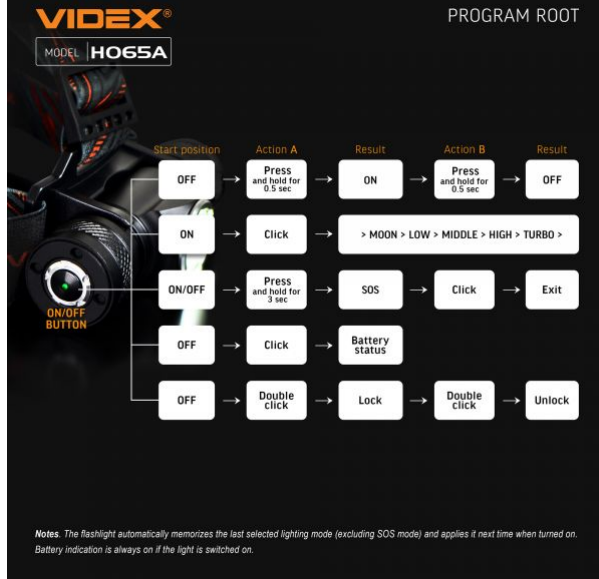 VIDEX®
PROGRAM ROOT
MODEL H065A
Start position Action A Result Action B Result
OFF → Press and hold for 0.5 sec → ON → Press and hold for 0.5 sec → OFF
ON → Click → > MOON > LOW > MIDDLE > HIGH > TURBO >
ON/OFF → Press and hold for 3 sec → SOS → Click → Exit
ON/OFF
BUTTON
OFF → Click → Battery status
OFF → Double click → Lock → Double click → Unlock
Notes. The flashlight automatically memorizes the last selected lighting mode (excluding SOS mode) and applies it next time when turned on.
Battery indication is always on if the light is switched on.